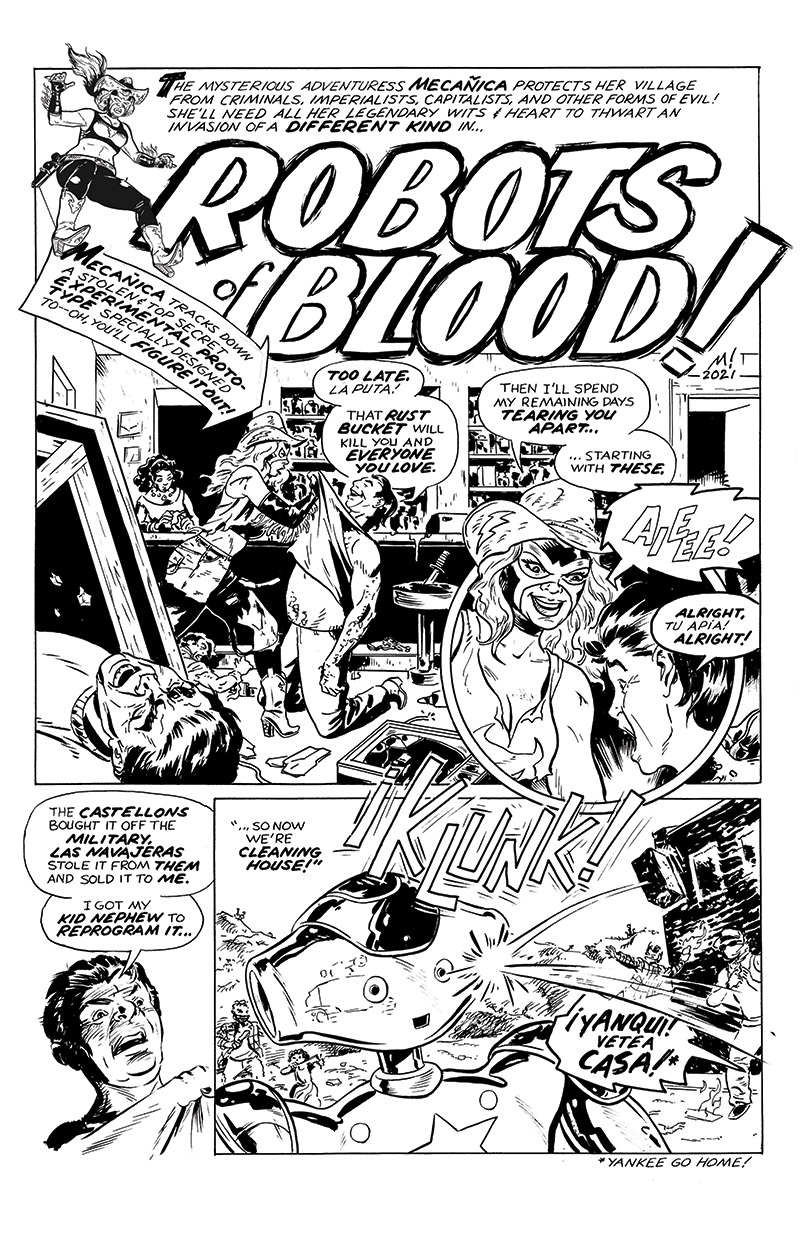 THE MYSTERIOUS ADVENTURESS MECAÑICA PROTECTS HER VILLAGE
FROM CRIMINALS, IMPERIALISTS, CAPITALISTS, AND OTHER FORMS OF EVIL!
SHE'LL NEED ALL HER LEGENDARY WITS & HEART TO THWART AN
INVASION OF A DIFFERENT KIND IN...
ROBOTS
of BLOOD!
M!
2021
MECAÑICA TRACKS DOWN
A STOLEN & TOP SECRET
EXPERIMENTAL PROTO-
TYPE SPECIALLY DESIGNED
TO--OH, YOU'LL FIGURE IT OUT!
TOO LATE.
LA PUTA!
THAT RUST
BUCKET WILL
KILL YOU AND
EVERYONE
YOU LOVE.
THEN I'LL SPEND
MY REMAINING DAYS
TEARING YOU
APART...
...STARTING
WITH THESE.
AIEEEE!
ALRIGHT,
TU APÍA!
ALRIGHT!
THE CASTELLONS
BOUGHT IT OFF THE
MILITARY,
LAS NAVAJERAS
STOLE IT FROM THEM
AND SOLD IT TO ME.
I GOT MY
KID NEPHEW TO
REPROGRAM IT...
"...SO NOW
WE'RE
CLEANING
HOUSE!"
¡KLUNK!
¡YANQUI!
VETE A
CASA!*
*YANKEE GO HOME!